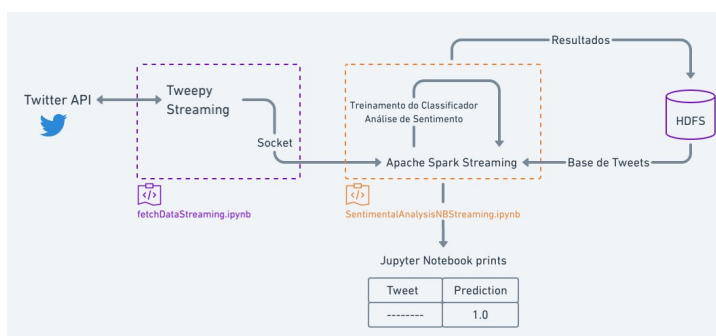 Resultados
Twitter API
Tweepy
Streaming
Treinamento do Classificador
Análise de Sentimento
HDFS
Socket
Apache Spark Streaming
Base de Tweets
</>
fetchDataStreaming.ipynb
</>
SentimentalAnalysisNBStreaming.ipynb
Jupyter Notebook prints
Tweet Prediction
-------- 1.0